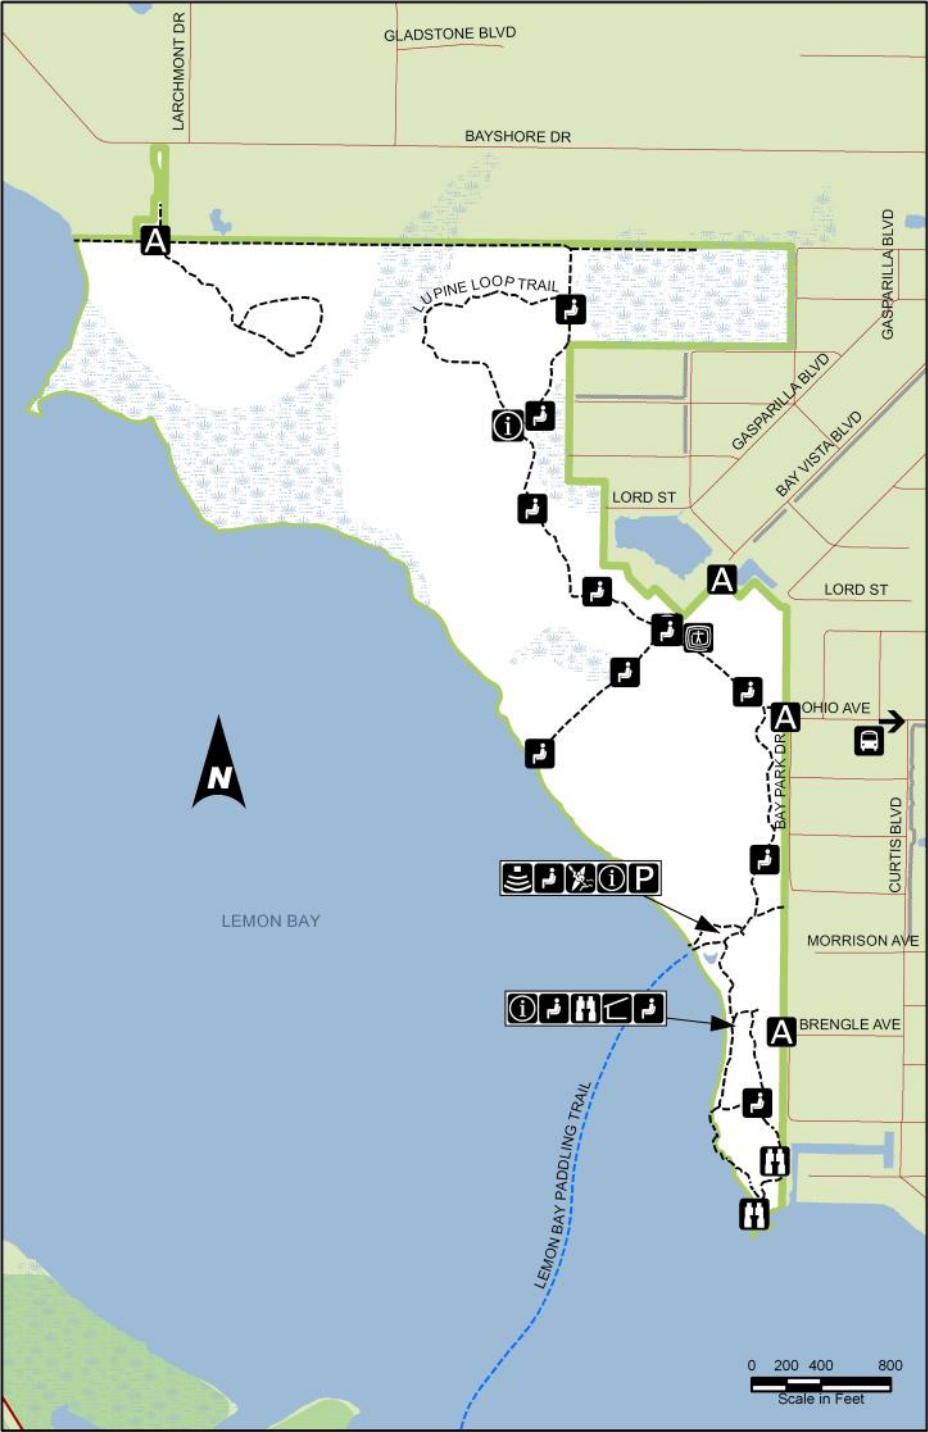 LARCHMONT DR
GLADSTONE BLVD
BAYSHORE DR
A
GASPARILLA BLVD
LUPINE LOOP TRAIL
GASPARILLA BLVD
BAY VISTA BLVD
i
LORD ST
A
LORD ST
OHIO AVE
A
BAY PARK DR
N
CURTIS BLVD
i P
LEMON BAY
MORRISON AVE
i
A
BRENGLE AVE
LEMON BAY PADDLING TRAIL
0 200 400 800
Scale in Feet